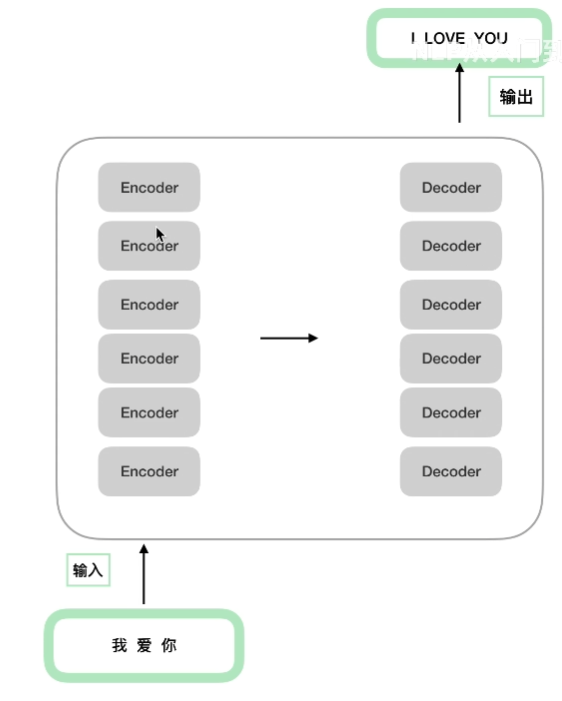 I LOVE YOU
输出
Encoder
Decoder
Encoder
Decoder
Encoder
Decoder
Encoder
Decoder
Encoder
Decoder
Encoder
Decoder
输入
我 爱 你